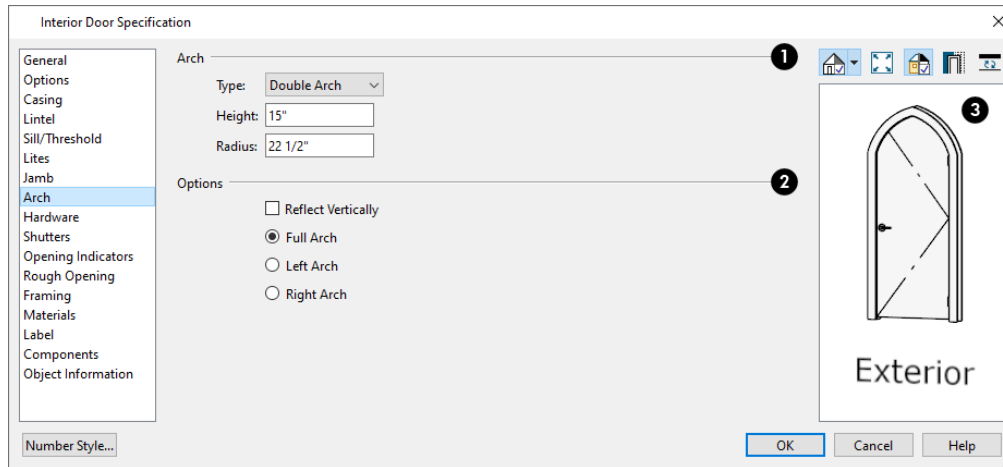 Interior Door Specification
General
Options
Casing
Lintel
Sill/Threshold
Lites
Jamb
Arch
Hardware
Shutters
Opening Indicators
Rough Opening
Framing
Materials
Label
Components
Object Information
Arch
1
Type: Double Arch
Height: 15"
Radius: 22 1/2"
Options
2
Reflect Vertically
Full Arch
Left Arch
Right Arch
3
Exterior
Number Style...
OK
Cancel
Help